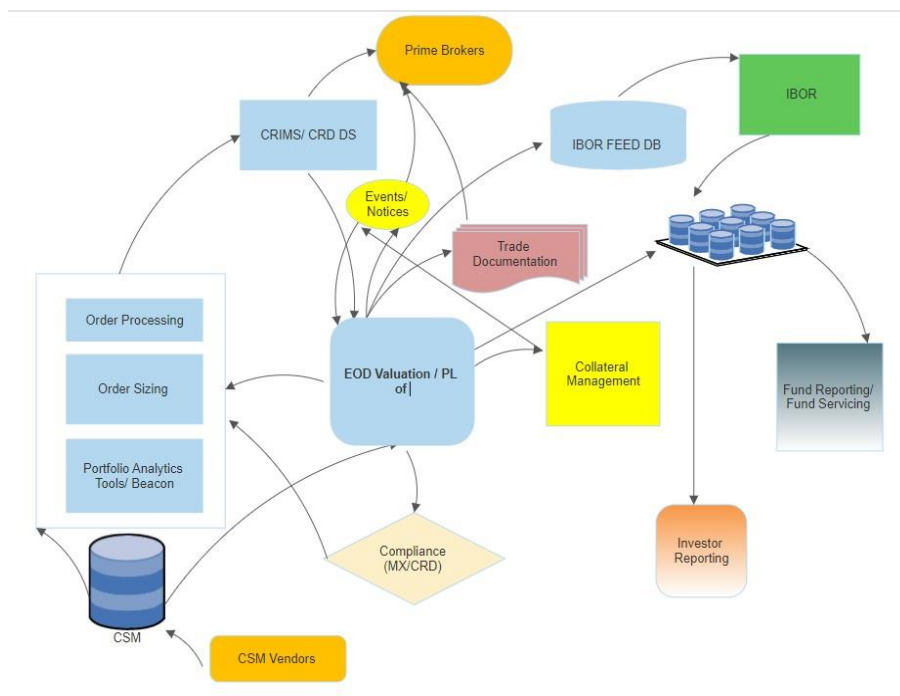 Prime Brokers
CRIMS/ CRD DS
IBOR FEED DB
IBOR
Events/
Notices
Trade
Documentation
Order Processing
Order Sizing
Portfolio Analytics
Tools/ Beacon
EOD Valuation / PL
of
Collateral
Management
Fund Reporting/
Fund Servicing
Compliance
(MX/CRD)
Investor
Reporting
CSM
CSM Vendors